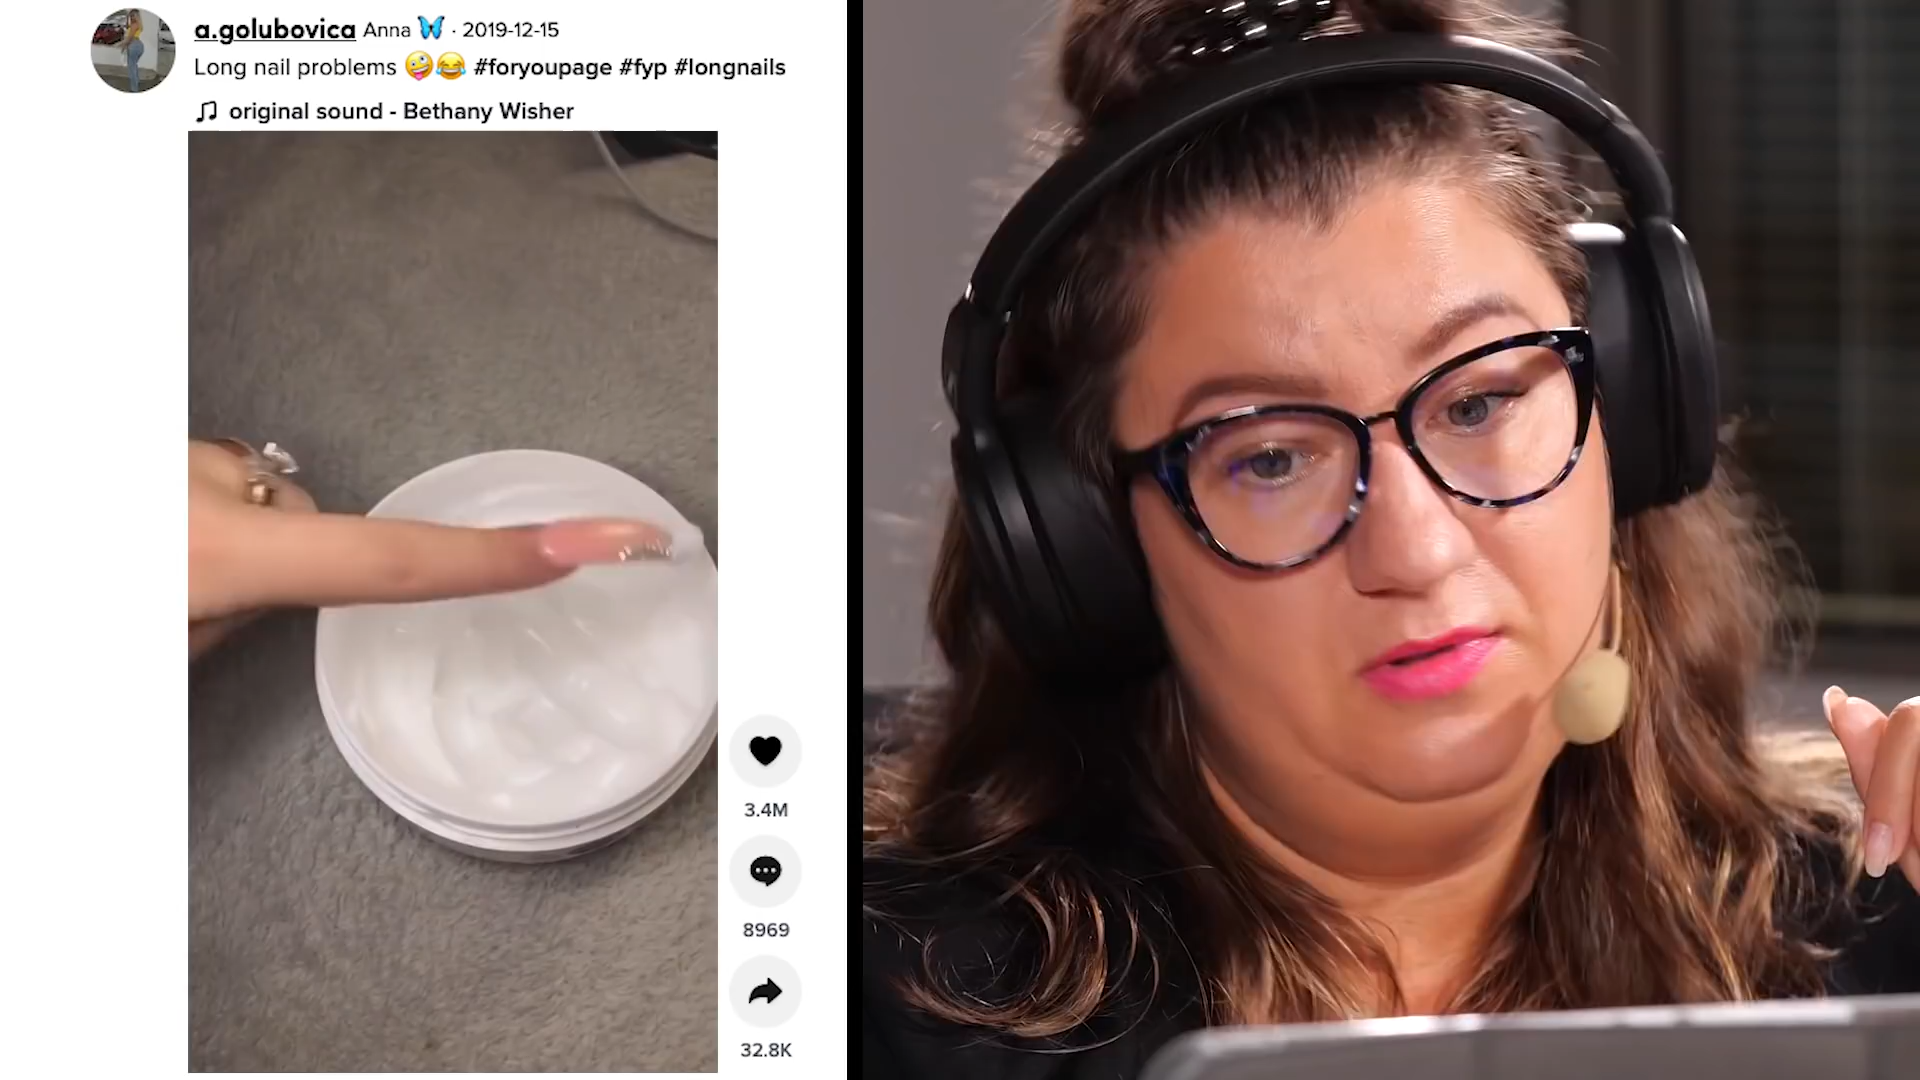 a.golubovica Anna 🦋 · 2019-12-15
Long nail problems 🤪😂 #foryoupage #fyp #longnails
♫ original sound - Bethany Wisher
3.4M
8969
32.8K